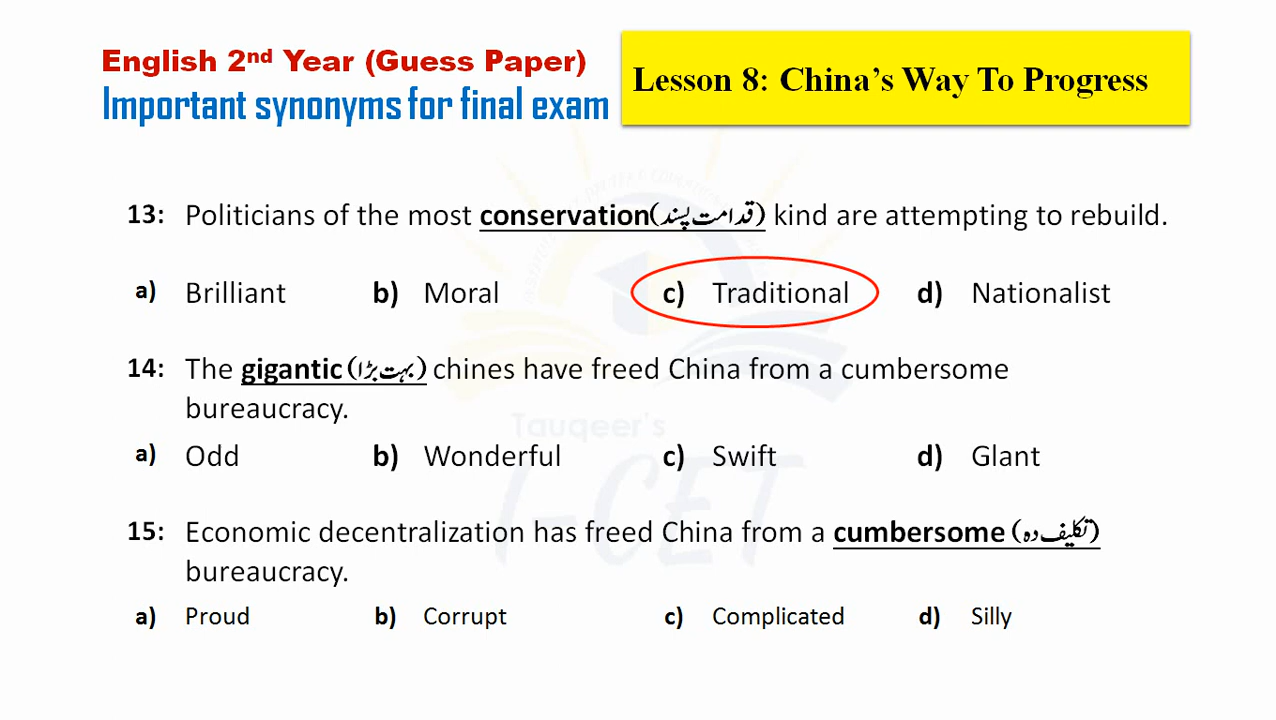 English 2nd Year (Guess Paper)
Important synonyms for final exam
Lesson 8: China's Way To Progress
13: Politicians of the most conservation(قدامت پسند) kind are attempting to rebuild.
a) Brilliant b) Moral c) Traditional d) Nationalist
14: The gigantic (بہت بڑا) chines have freed China from a cumbersome
bureaucracy.
a) Odd b) Wonderful c) Swift d) Glant
15: Economic decentralization has freed China from a cumbersome (تکلیف دہ)
bureaucracy.
a) Proud b) Corrupt c) Complicated d) Silly
Tauqeer's
I-CET